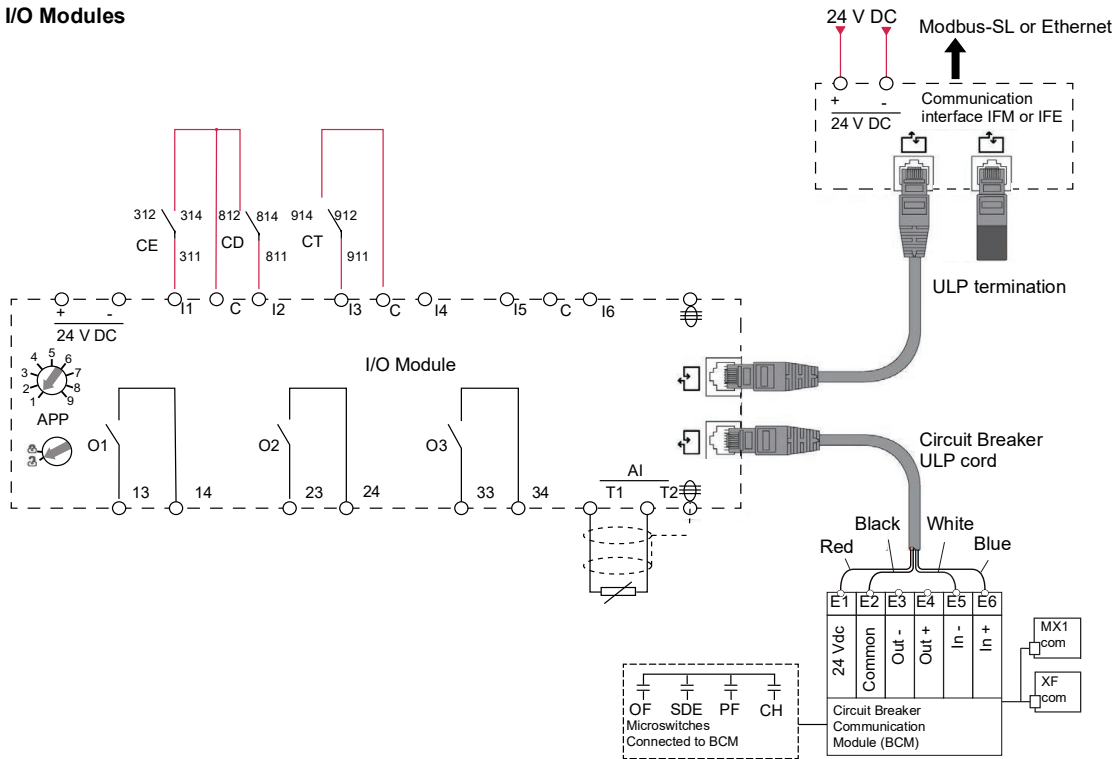 I/O Modules
24 V DC
Modbus-SL or Ethernet
+ -
24 V DC
Communication
interface IFM or IFE
312 314 812 814 914 912
CE CD CT
311 811 911
ULP termination
I1 C I2 I3 C I4 I5 C I6
+ -
24 V DC
I/O Module
1 2 3 4 5 6 7 8 9
APP
O1 O2 O3
13 14 23 24 33 34
AI
T1 T2
Circuit Breaker
ULP cord
Black White
Red Blue
E1 E2 E3 E4 E5 E6
24 Vdc
Common
Out -
Out +
In -
In +
MX1
com
XF
com
OF SDE PF CH
Microswitches
Connected to BCM
Circuit Breaker
Communication
Module (BCM)